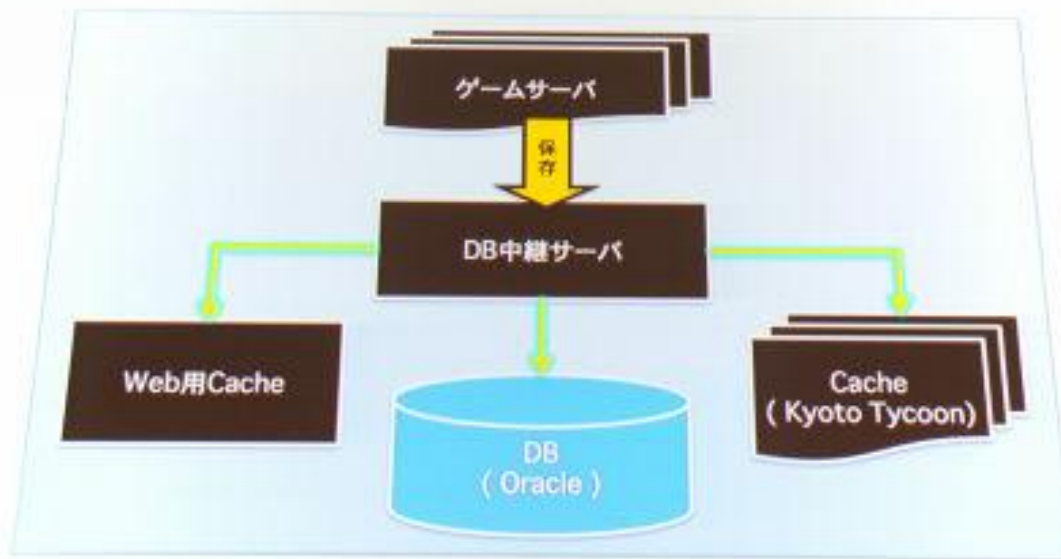 ゲームサーバ
保存
DB中継サーバ
Web用Cache
DB
( Oracle )
Cache
( Kyoto Tycoon)